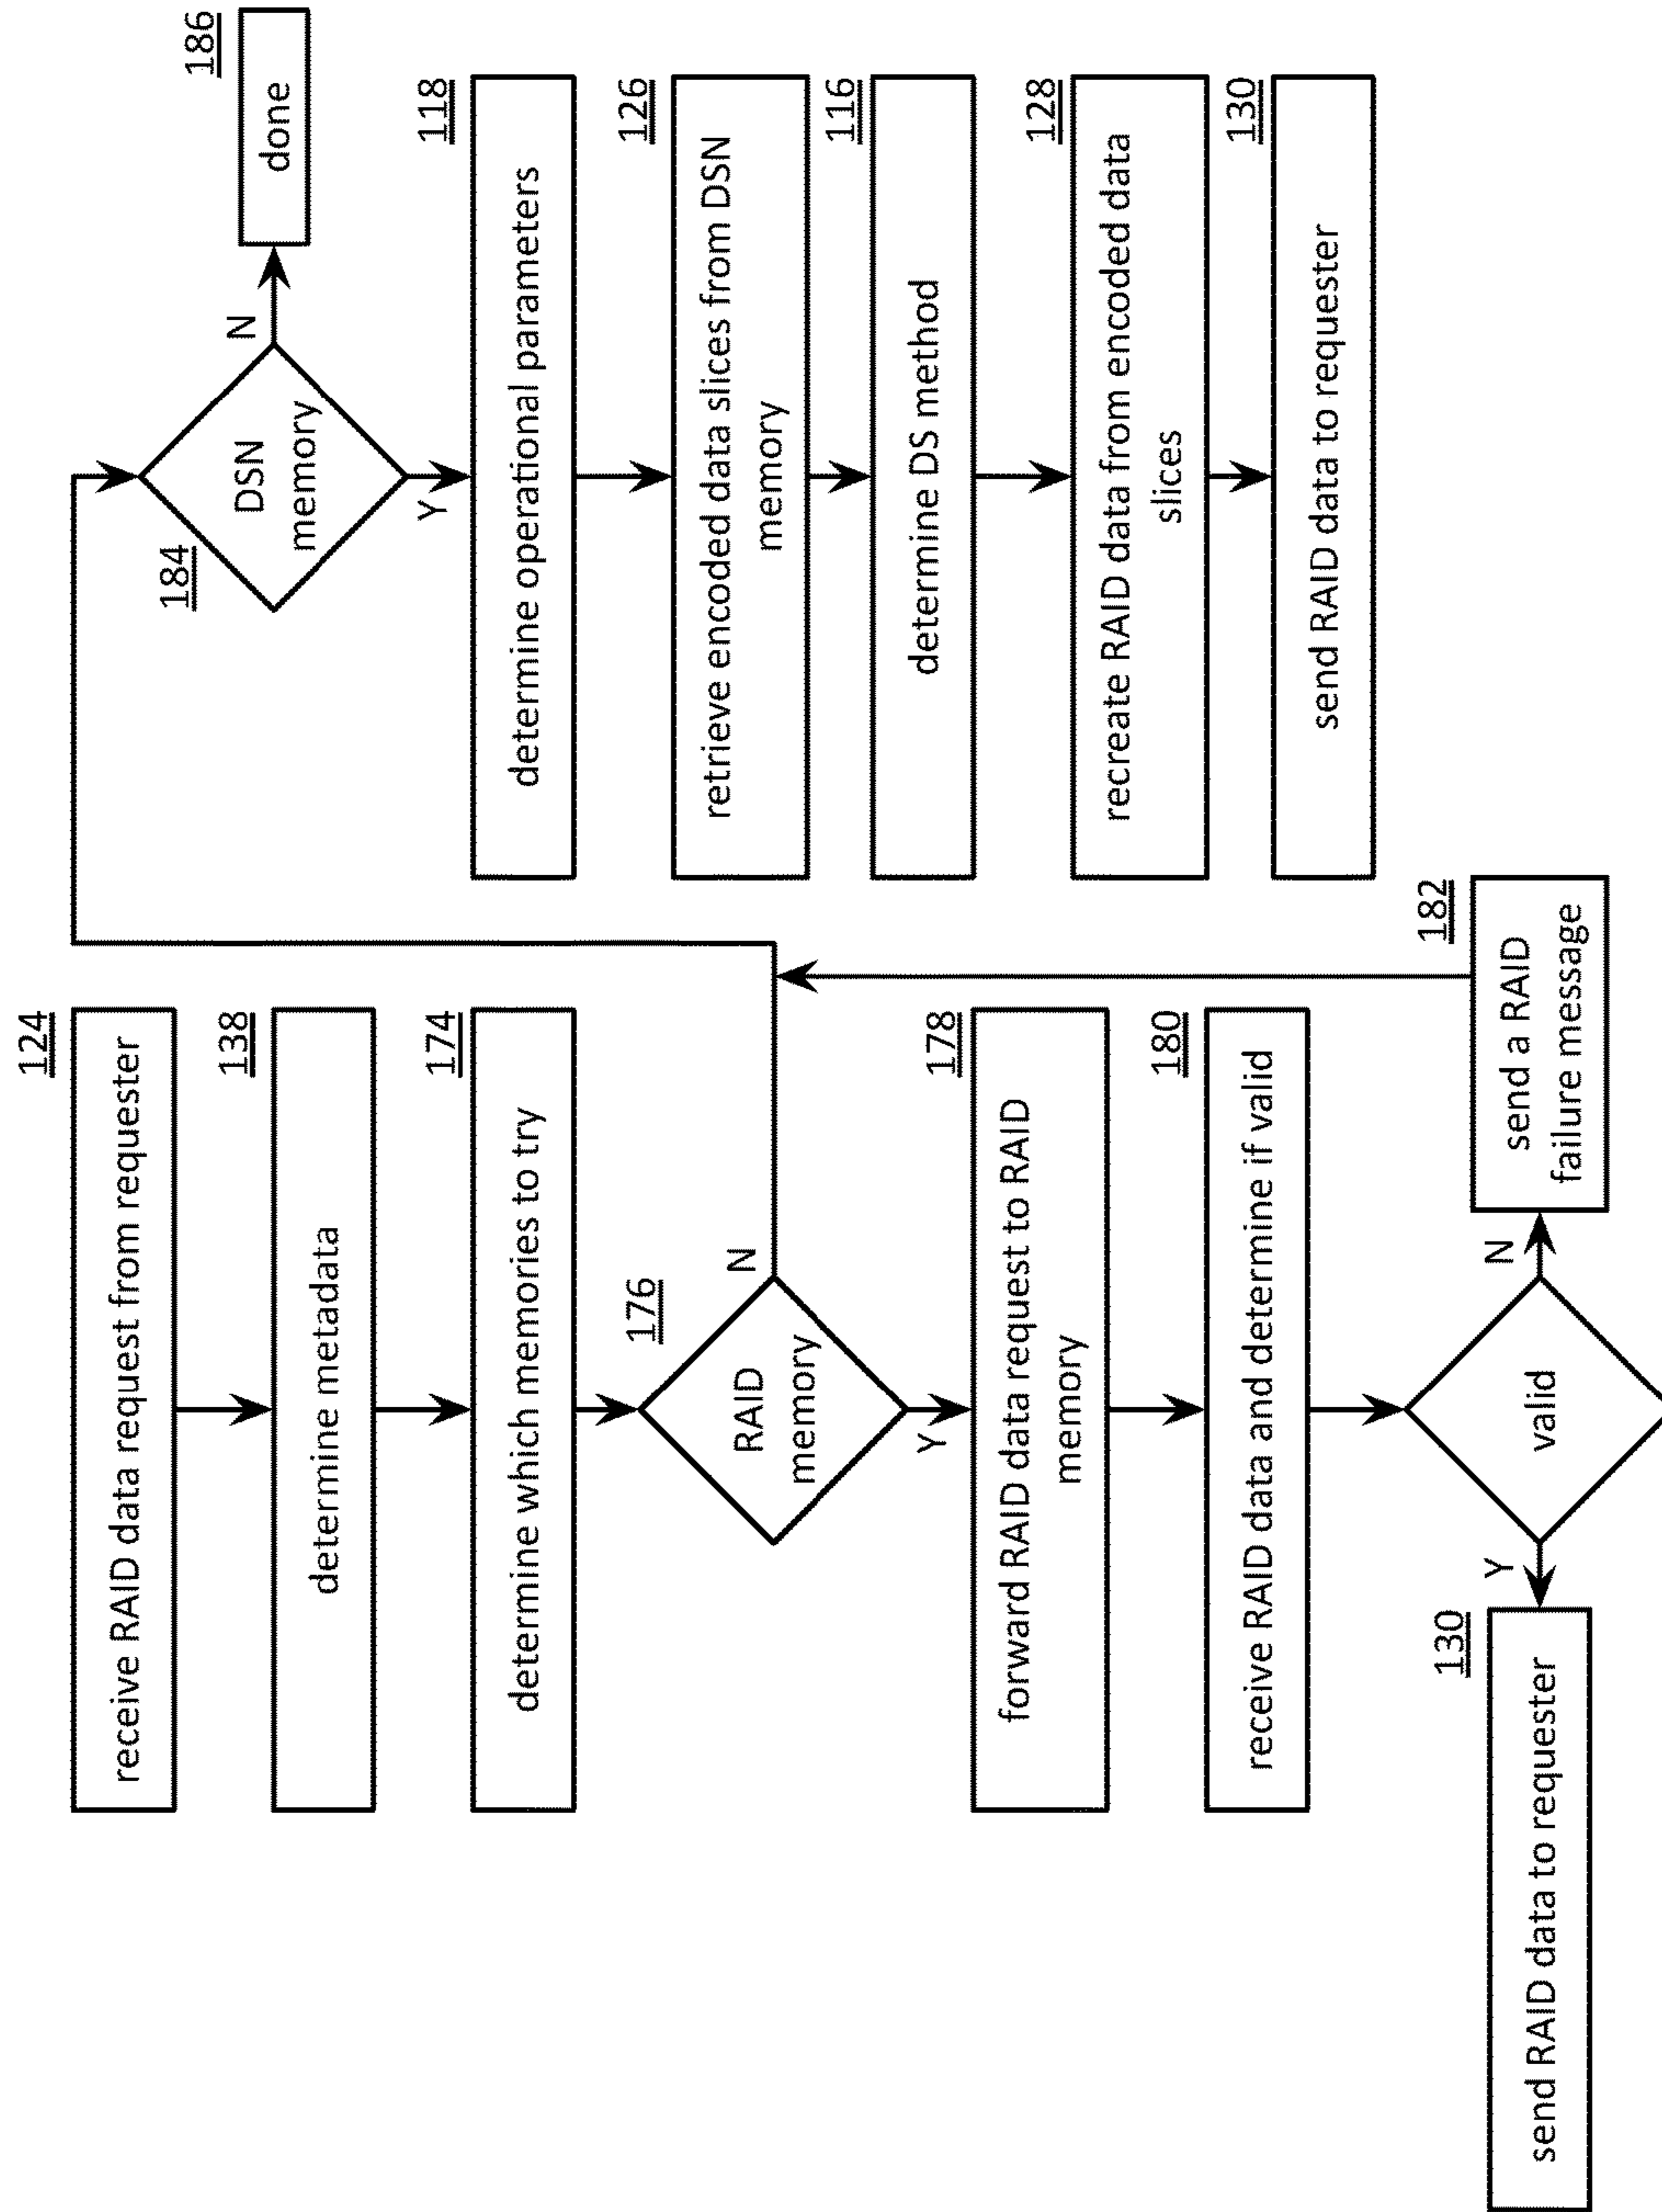 124
receive RAID data request from requester
138
determine metadata
174
determine which memories to try
176
RAID
memory
N
Y
178
forward RAID data request to RAID
memory
180
receive RAID data and determine if valid
valid
Y
N
130
send RAID data to requester
182
send a RAID
failure message
184
DSN
memory
N
Y
186
done
118
determine operational parameters
126
retrieve encoded data slices from DSN
memory
116
determine DS method
128
recreate RAID data from encoded data
slices
130
send RAID data to requester